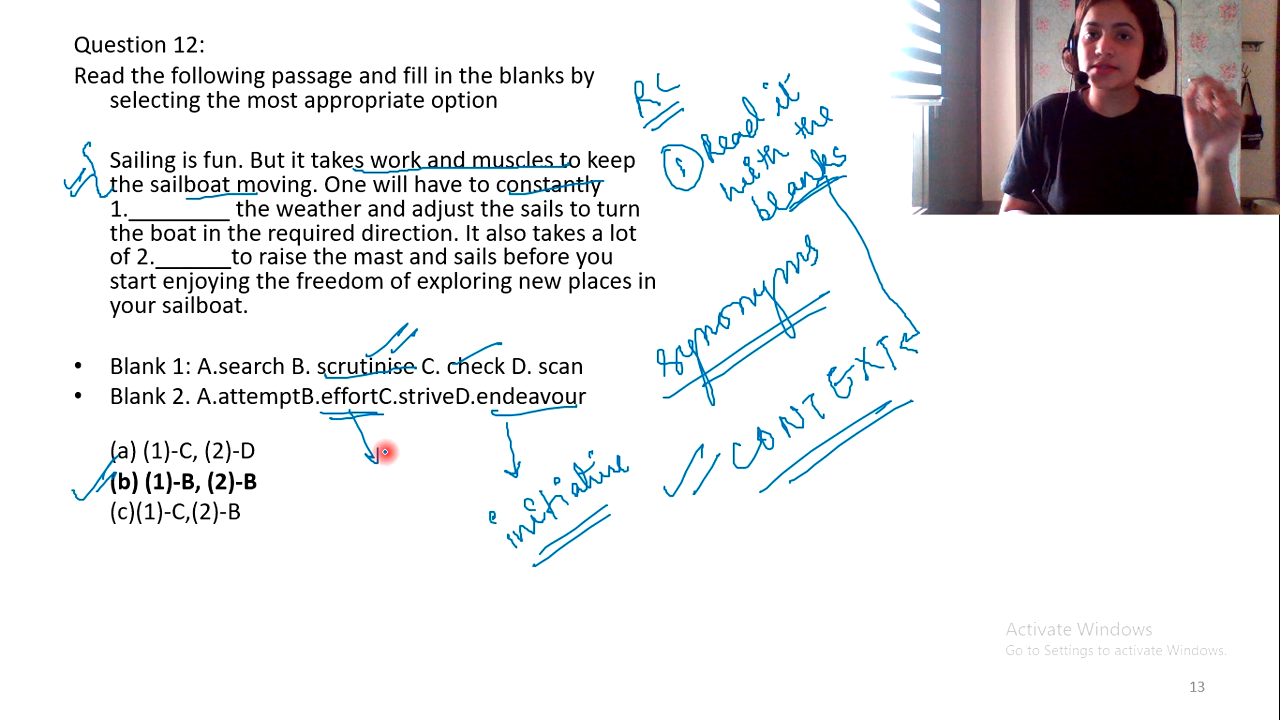 Question 12:
Read the following passage and fill in the blanks by
selecting the most appropriate option
Sailing is fun. But it takes work and muscles to keep
the sailboat moving. One will have to constantly
1.________ the weather and adjust the sails to turn
the boat in the required direction. It also takes a lot
of 2.______to raise the mast and sails before you
start enjoying the freedom of exploring new places in
your sailboat.
• Blank 1: A.search B. scrutinise C. check D. scan
• Blank 2. A.attemptB.effortC.striveD.endeavour
(a) (1)-C, (2)-D
(b) (1)-B, (2)-B
(c)(1)-C,(2)-B
RC
1 Read it
with the
blanks
synonyms
CONTEXT
initiative
Activate Windows
Go to Settings to activate Windows.
13